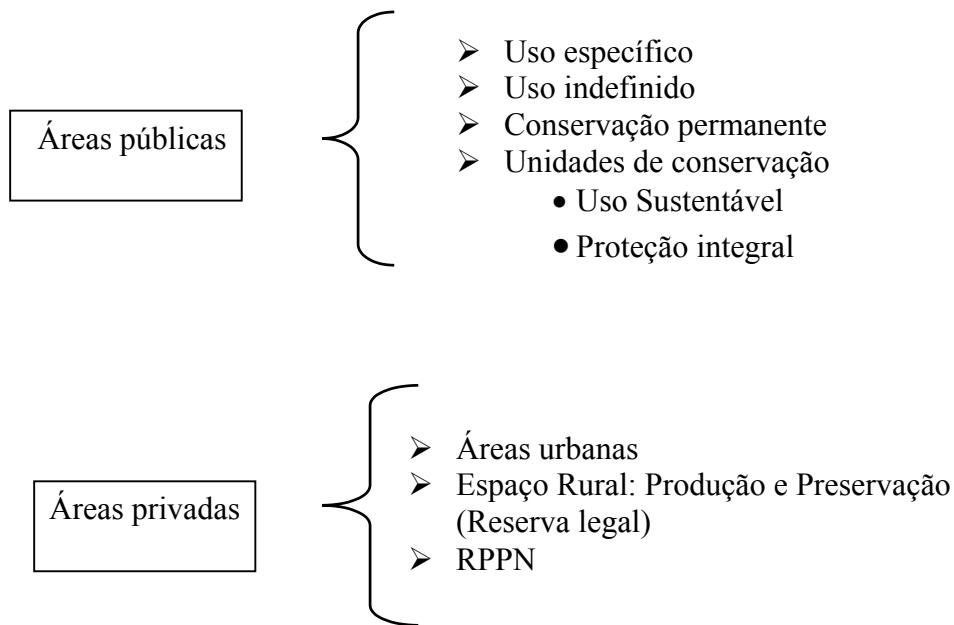 Áreas públicas
➢ Uso específico
➢ Uso indefinido
➢ Conservação permanente
➢ Unidades de conservação
• Uso Sustentável
• Proteção integral
Áreas privadas
➢ Áreas urbanas
➢ Espaço Rural: Produção e Preservação
(Reserva legal)
➢ RPPN